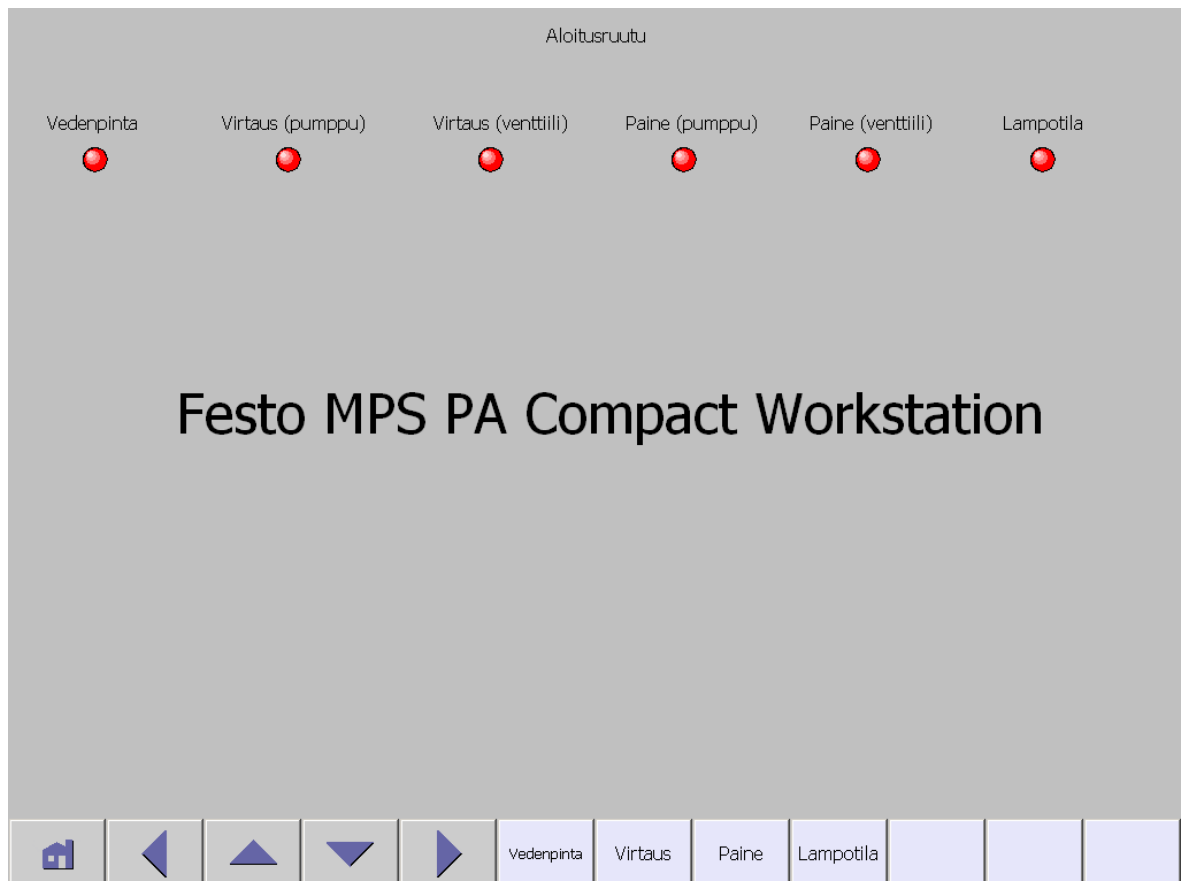 Aloitusruutu
Vedenpinta Virtaus (pumppu) Virtaus (venttiili) Paine (pumppu) Paine (venttiili) Lampotila
Festo MPS PA Compact Workstation
Vedenpinta Virtaus Paine Lampotila